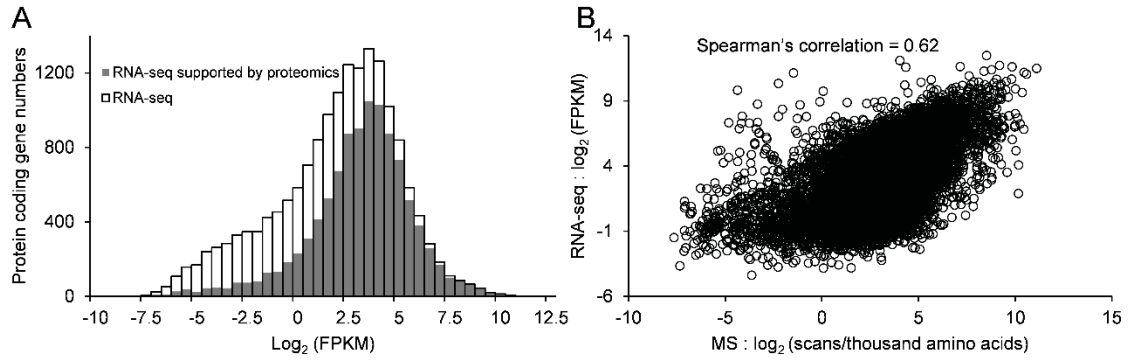 A
Protein coding gene numbers
1200
800
400
0
RNA-seq supported by proteomics
RNA-seq
-10 -7.5 -5 -2.5 0 2.5 5 7.5 10 12.5
Log2 (FPKM)
B
Spearman's correlation = 0.62
RNA-seq : log2 (FPKM)
14
9
4
-1
-6
-10 -5 0 5 10 15
MS : log2 (scans/thousand amino acids)